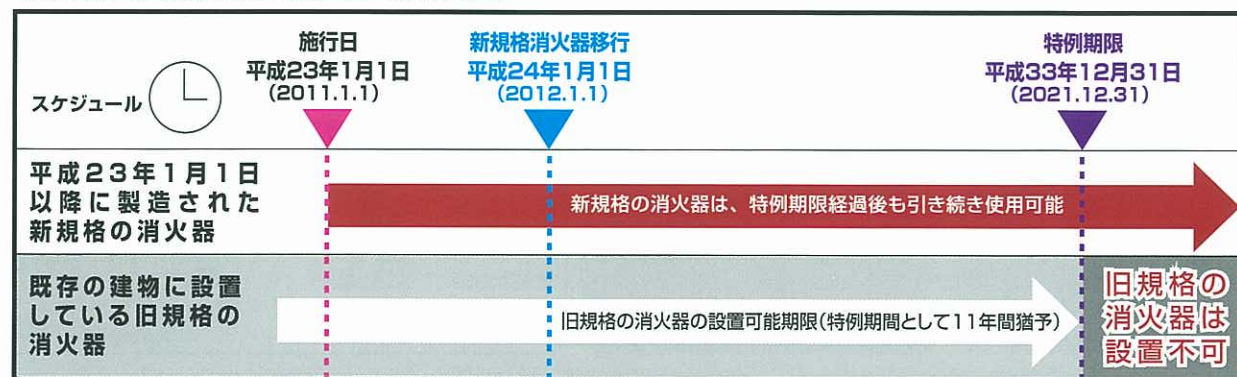 スケジュール
施行日
平成23年1月1日
(2011.1.1)
新規格消火器移行
平成24年1月1日
(2012.1.1)
特例期限
平成33年12月31日
(2021.12.31)
平成23年1月1日
以降に製造された
新規格の消火器
新規格の消火器は、特例期限経過後も引き続き使用可能
既存の建物に設置
している旧規格の
消火器
旧規格の消火器の設置可能期限(特例期間として11年間猶予)
旧規格の
消火器は
設置不可